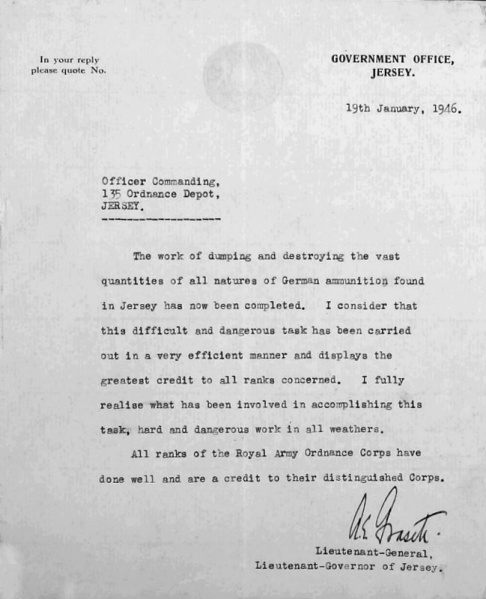 In your reply
please quote No.
GOVERNMENT OFFICE,
JERSEY.
19th January, 1946.
Officer Commanding,
135 Ordnance Depot,
JERSEY.
The work of dumping and destroying the vast
quantities of all natures of German ammunition found
in Jersey has now been completed. I consider that
this difficult and dangerous task has been carried
out in a very efficient manner and displays the
greatest credit to all ranks concerned. I fully
realise what has been involved in accomplishing this
task, hard and dangerous work in all weathers.
All ranks of the Royal Army Ordnance Corps have
done well and are a credit to their distinguished Corps.
Lieutenant-General,
Lieutenant-Governor of Jersey.